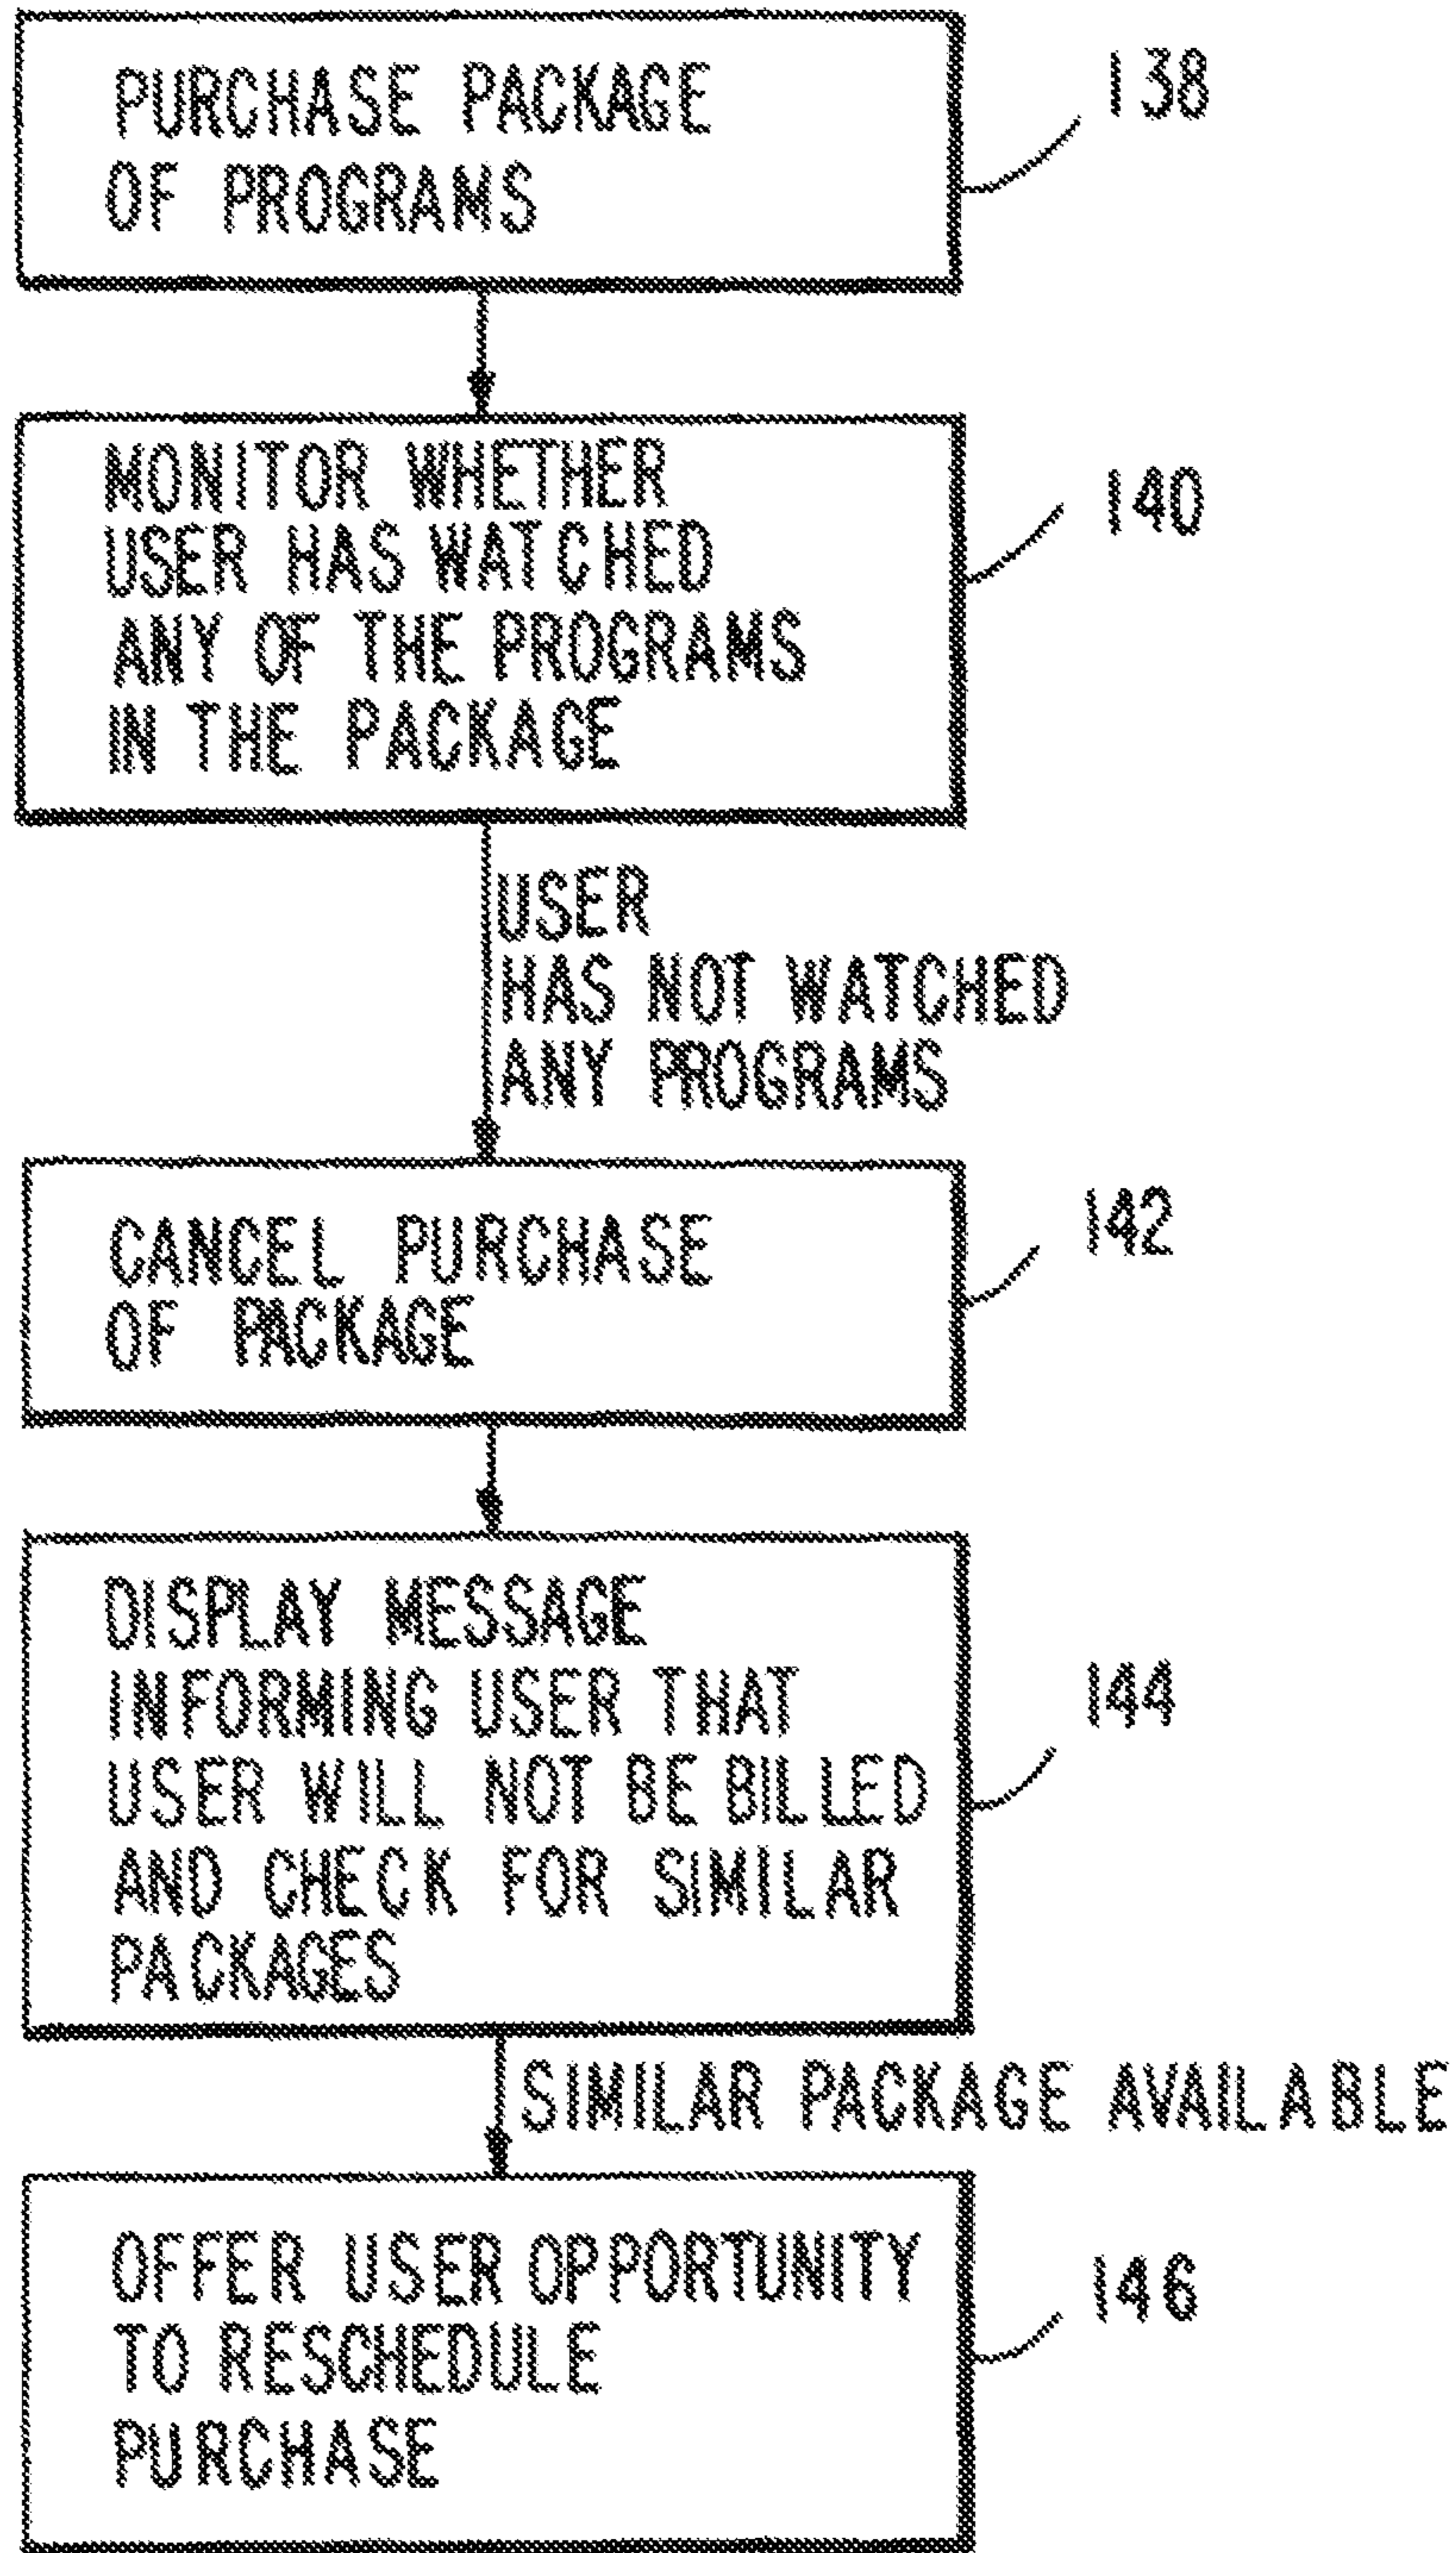 PURCHASE PACKAGE
OF PROGRAMS
138
MONITOR WHETHER
USER HAS WATCHED
ANY OF THE PROGRAMS
IN THE PACKAGE
140
USER
HAS NOT WATCHED
ANY PROGRAMS
CANCEL PURCHASE
OF PACKAGE
142
DISPLAY MESSAGE
INFORMING USER THAT
USER WILL NOT BE BILLED
AND CHECK FOR SIMILAR
PACKAGES
144
SIMILAR PACKAGE AVAILABLE
OFFER USER OPPORTUNITY
TO RESCHEDULE
PURCHASE
146